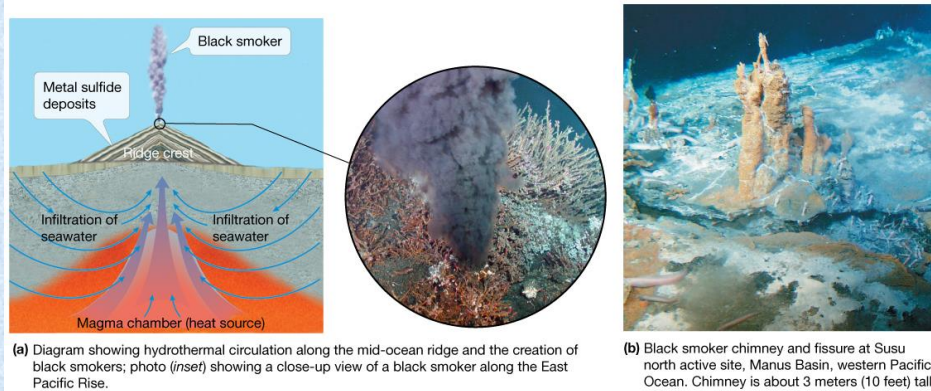 Black smoker
Metal sulfide
deposits
Ridge crest
Infiltration of
seawater
Infiltration of
seawater
Magma chamber (heat source)
(a) Diagram showing hydrothermal circulation along the mid-ocean ridge and the creation of
black smokers; photo (inset) showing a close-up view of a black smoker along the East
Pacific Rise.
(b) Black smoker chimney and fissure at Susu
north active site, Manus Basin, western Pacific
Ocean. Chimney is about 3 meters (10 feet) tall